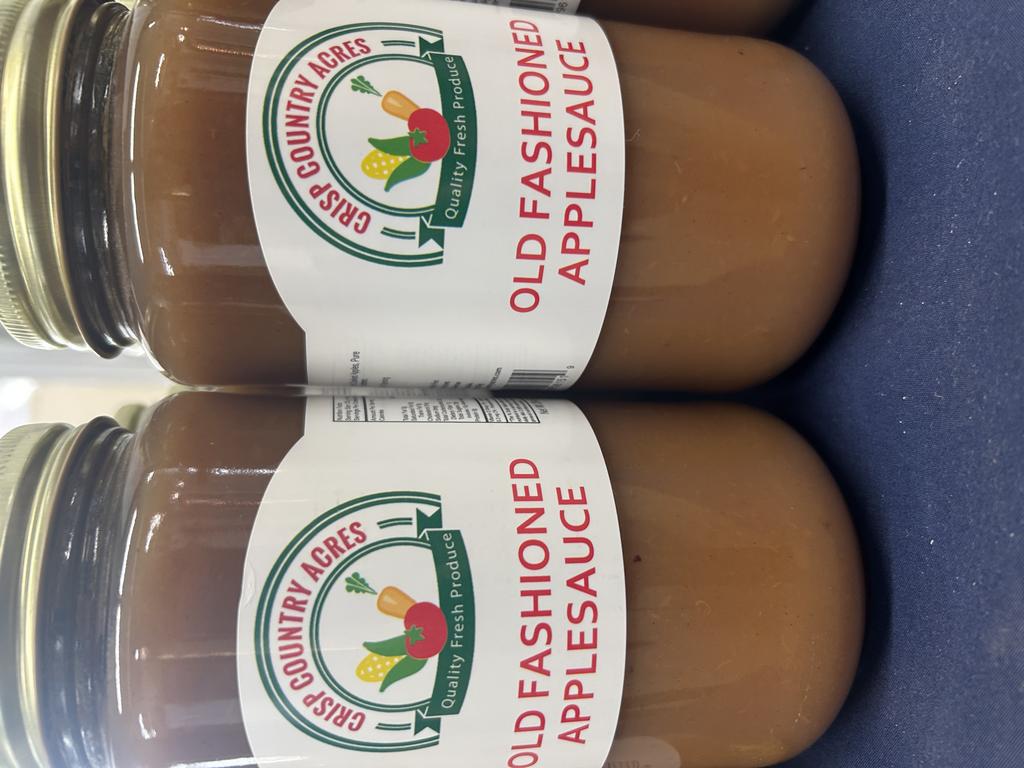 CRISP COUNTRY ACRES
Quality Fresh Produce
OLD FASHIONED
APPLESAUCE
CRISP COUNTRY ACRES
Quality Fresh Produce
OLD FASHIONED
APPLESAUCE